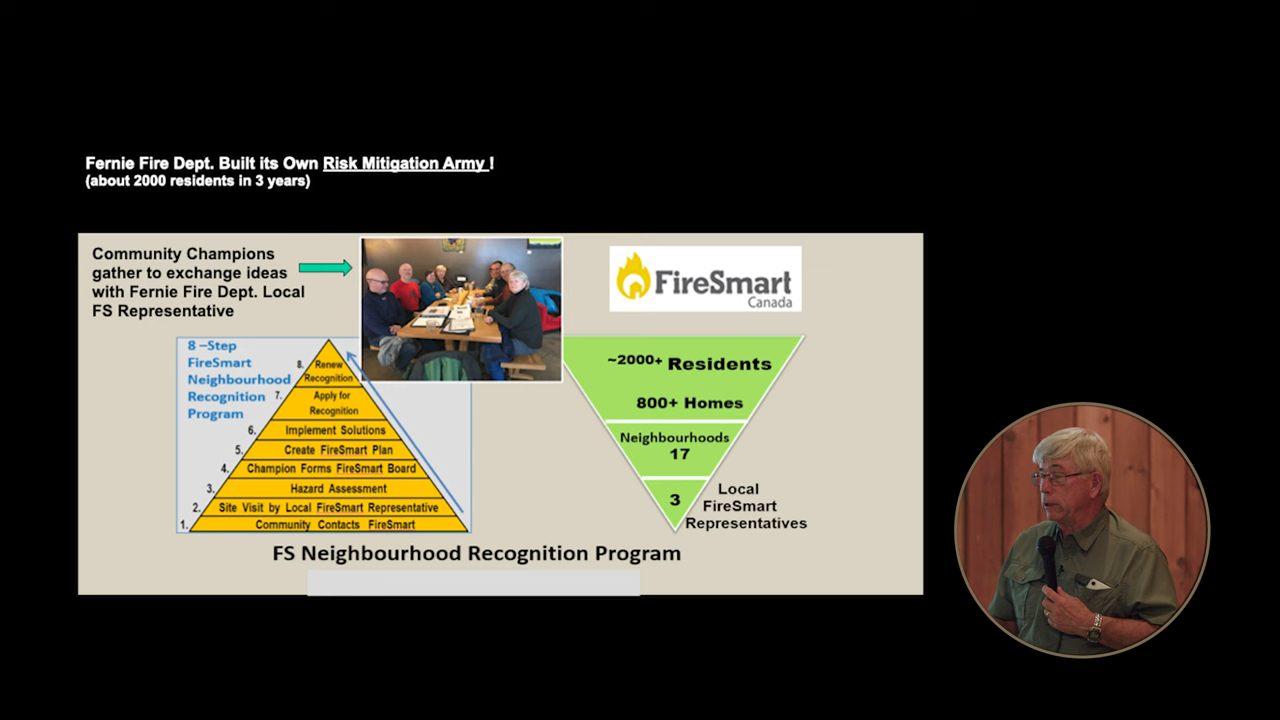 Fernie Fire Dept. Built its Own Risk Mitigation Army !
(about 2000 residents in 3 years)
Community Champions
gather to exchange ideas
with Fernie Fire Dept. Local
FS Representative
FireSmart
Canada
8 –Step
FireSmart
Neighbourhood
Recognition
Program
8. Renew
Recognition
7. Apply for
Recognition
6. Implement Solutions
5. Create FireSmart Plan
4. Champion Forms FireSmart Board
3. Hazard Assessment
2. Site Visit by Local FireSmart Representative
1. Community Contacts FireSmart
~2000+ Residents
800+ Homes
Neighbourhoods
17
3
Local
FireSmart
Representatives
FS Neighbourhood Recognition Program